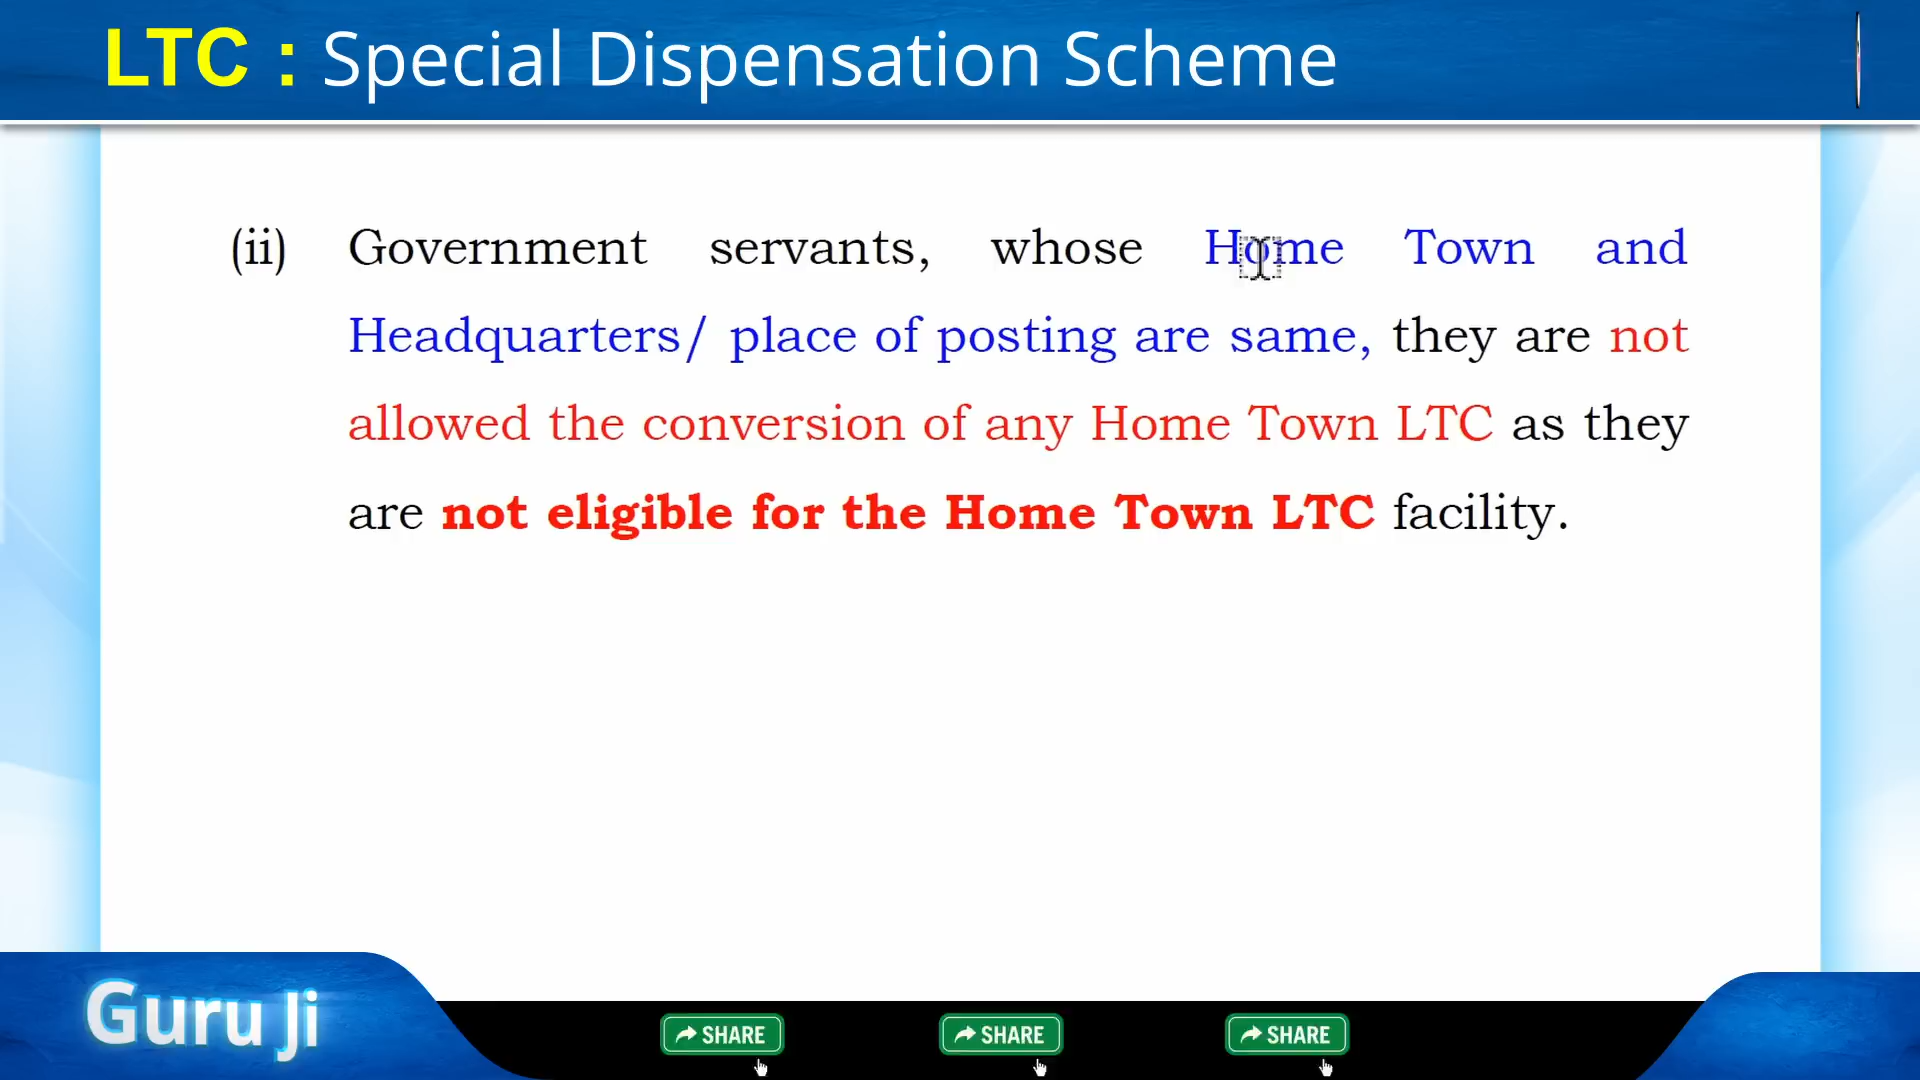 LTC : Special Dispensation Scheme
(ii) Government servants, whose Home Town and
Headquarters/ place of posting are same, they are not
allowed the conversion of any Home Town LTC as they
are not eligible for the Home Town LTC facility.
Guru Ji
SHARE SHARE SHARE